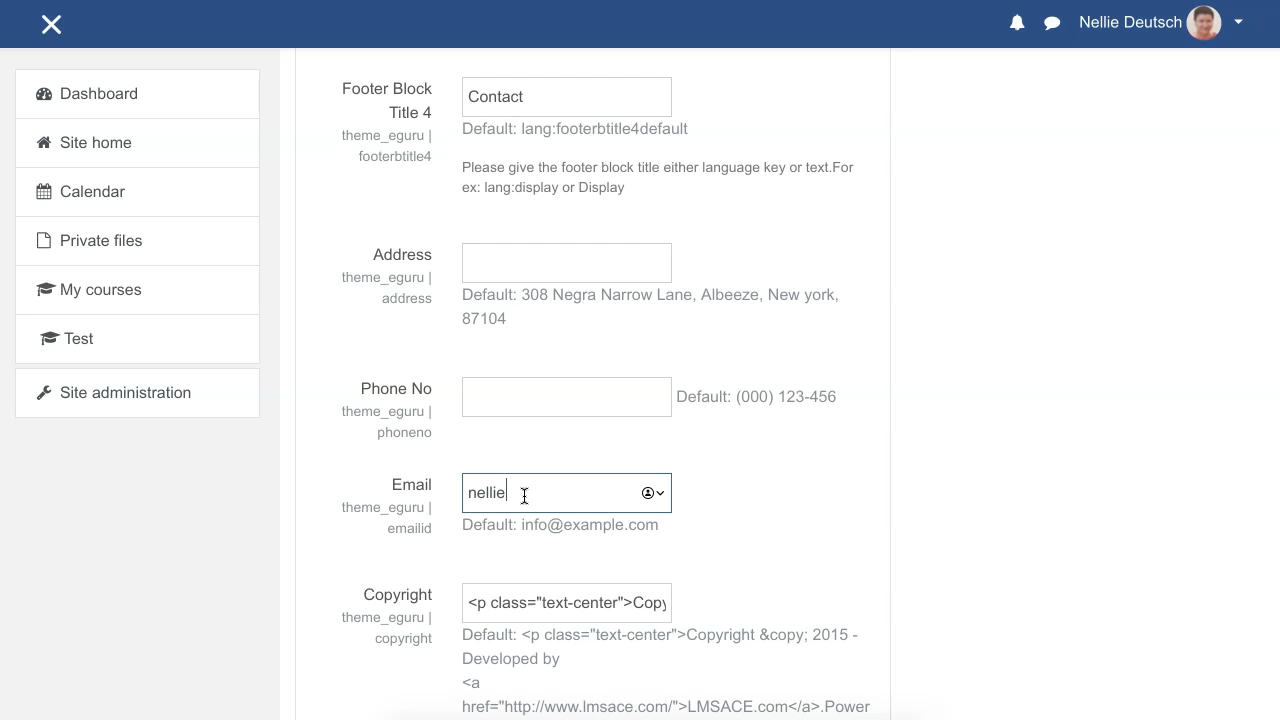 Nellie Deutsch
Dashboard
Site home
Calendar
Private files
My courses
Test
Site administration
Footer Block
Title 4
theme_eguru |
footerbtitle4
Contact
Default: lang:footerbtitle4default
Please give the footer block title either language key or text.For
ex: lang:display or Display
Address
theme_eguru |
address
Default: 308 Negra Narrow Lane, Albeeze, New york,
87104
Phone No
theme_eguru |
phoneno
Default: (000) 123-456
Email
theme_eguru |
emailid
nellie
Default: info@example.com
Copyright
theme_eguru |
copyright
<p class="text-center">Copy
Default: <p class="text-center">Copyright &copy; 2015 -
Developed by
<a
href="http://www.lmsace.com/">LMSACE.com</a>.Power